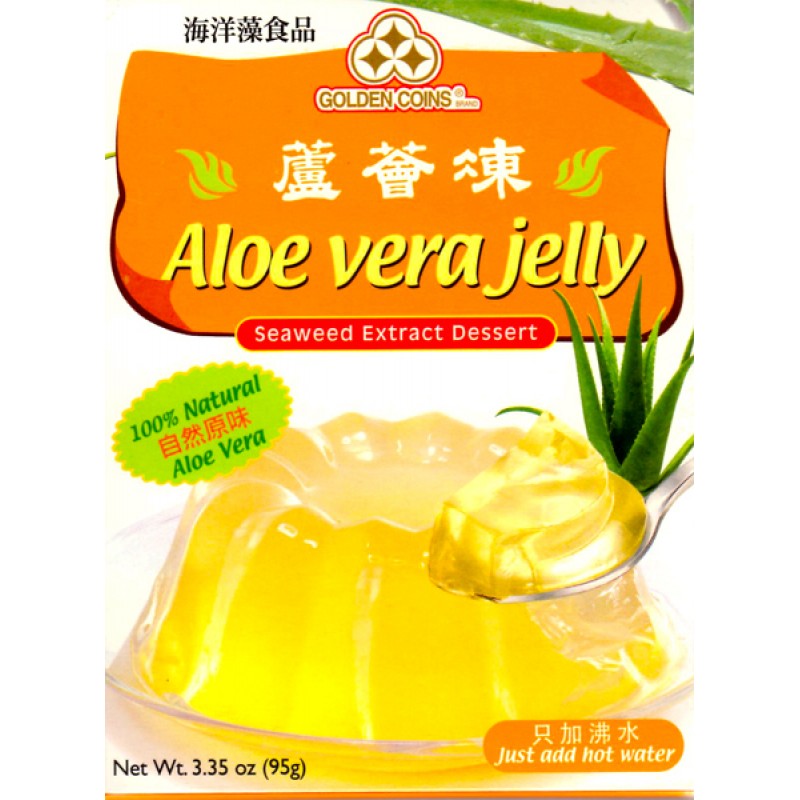 海洋藻食品
GOLDEN COINS® BRAND
蘆薈凍
Aloe vera jelly
Seaweed Extract Dessert
100% Natural
自然原味
Aloe Vera
只加沸水
Just add hot water
Net Wt. 3.35 oz (95g)